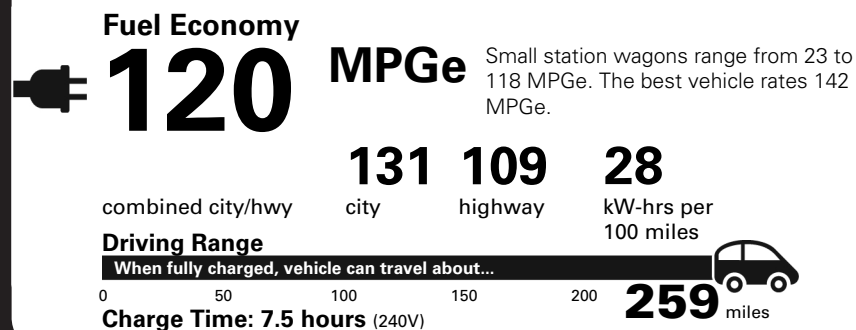 Fuel Economy
120 MPGe
Small station wagons range from 23 to
118 MPGe. The best vehicle rates 142
MPGe.
131 109 28
combined city/hwy city highway kW-hrs per
100 miles
Driving Range
When fully charged, vehicle can travel about...
0 50 100 150 200 259 miles
Charge Time: 7.5 hours (240V)